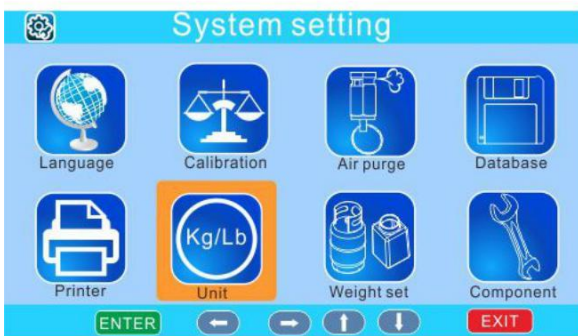 System setting
Language Calibration Air purge Database
Kg/Lb
Printer Unit Weight set Component
ENTER EXIT